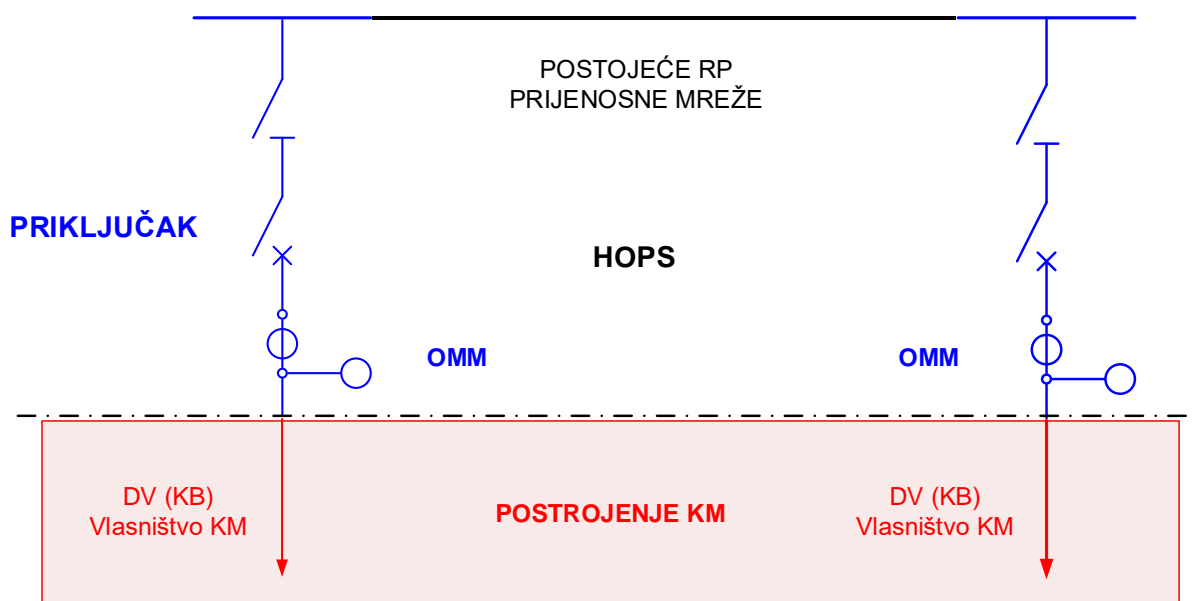 POSTOJEĆE RP
PRIJENOSNE MREŽE
PRIKLJUČAK
HOPS
OMM
OMM
DV (KB)
Vlasništvo KM
POSTROJENJE KM
DV (KB)
Vlasništvo KM